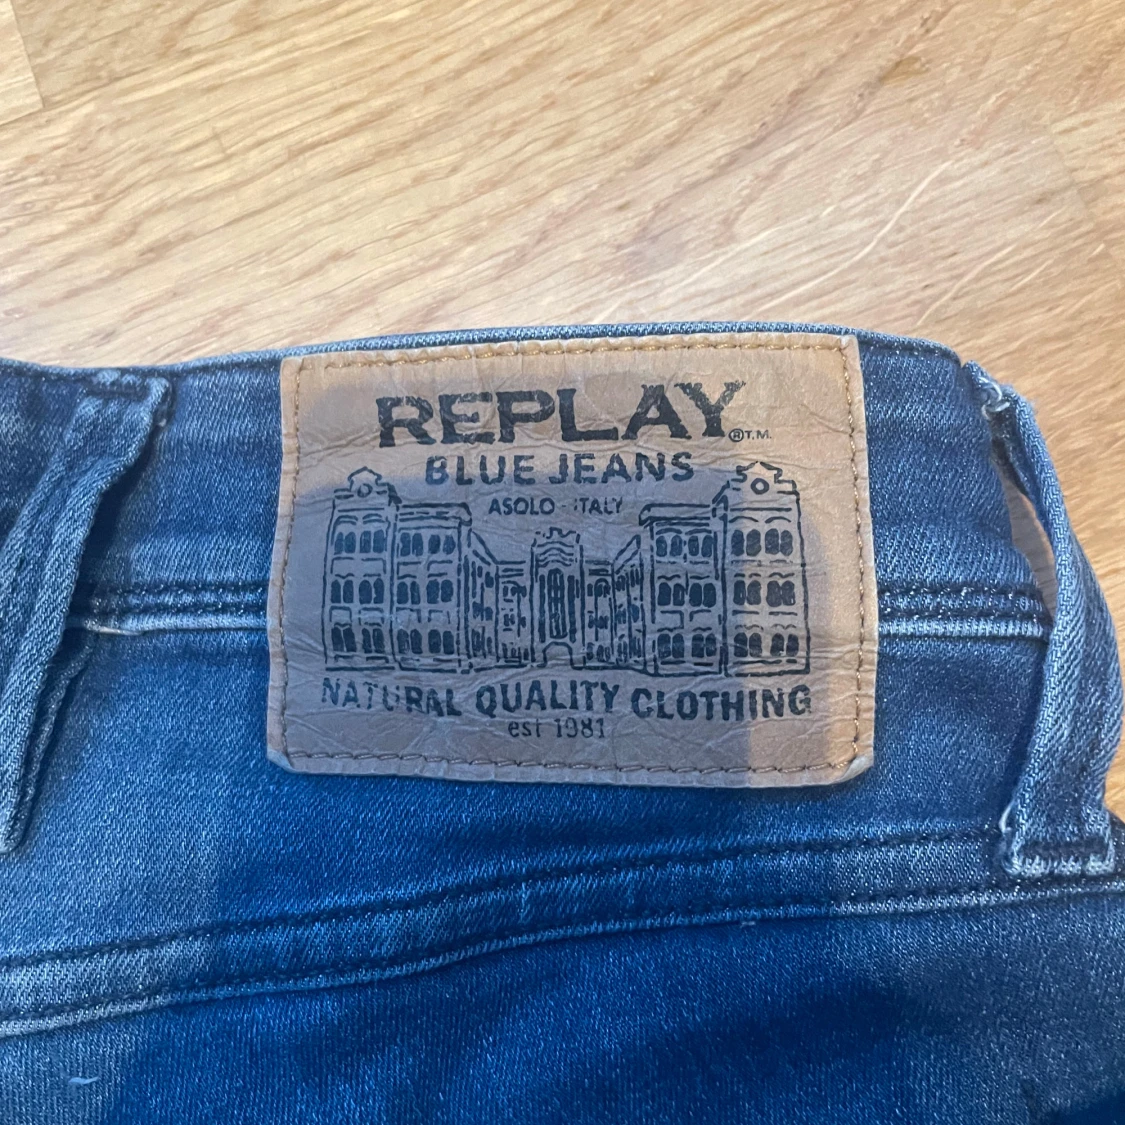 REPLAY ®T.M.
BLUE JEANS
ASOLO - ITALY
NATURAL QUALITY CLOTHING
est 1981